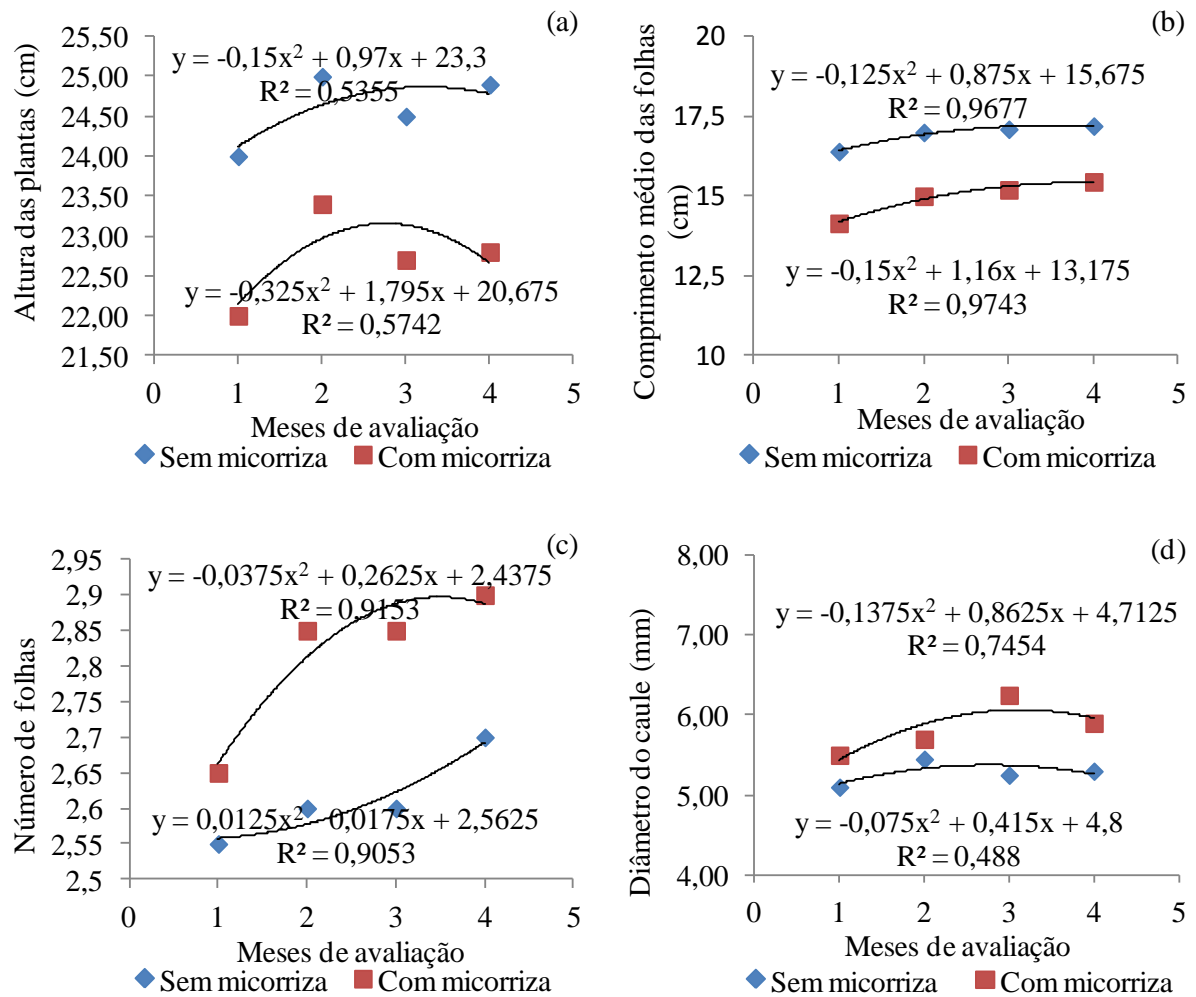 (a)
Altura das plantas (cm)
25,50
25,00
24,50
24,00
23,50
23,00
22,50
22,00
21,50
y = -0,15x² + 0,97x + 23,3
R² = 0,5355
y = -0,325x² + 1,795x + 20,675
R² = 0,5742
0 1 2 3 4 5
Meses de avaliação
Sem micorriza Com micorriza
(b)
Comprimento médio das folhas
(cm)
20
17,5
15
12,5
10
y = -0,125x² + 0,875x + 15,675
R² = 0,9677
y = -0,15x² + 1,16x + 13,175
R² = 0,9743
0 1 2 3 4 5
Meses de avaliação
Sem micorriza Com micorriza
(c)
Número de folhas
2,95
2,9
2,85
2,8
2,75
2,7
2,65
2,6
2,55
2,5
y = -0,0375x² + 0,2625x + 2,4375
R² = 0,9153
y = 0,0125x² - 0,0175x + 2,5625
R² = 0,9053
0 1 2 3 4 5
Meses de avaliação
Sem micorriza Com micorriza
(d)
Diâmetro do caule (mm)
8,00
7,00
6,00
5,00
4,00
y = -0,1375x² + 0,8625x + 4,7125
R² = 0,7454
y = -0,075x² + 0,415x + 4,8
R² = 0,488
0 1 2 3 4 5
Meses de avaliação
Sem micorriza Com micorriza